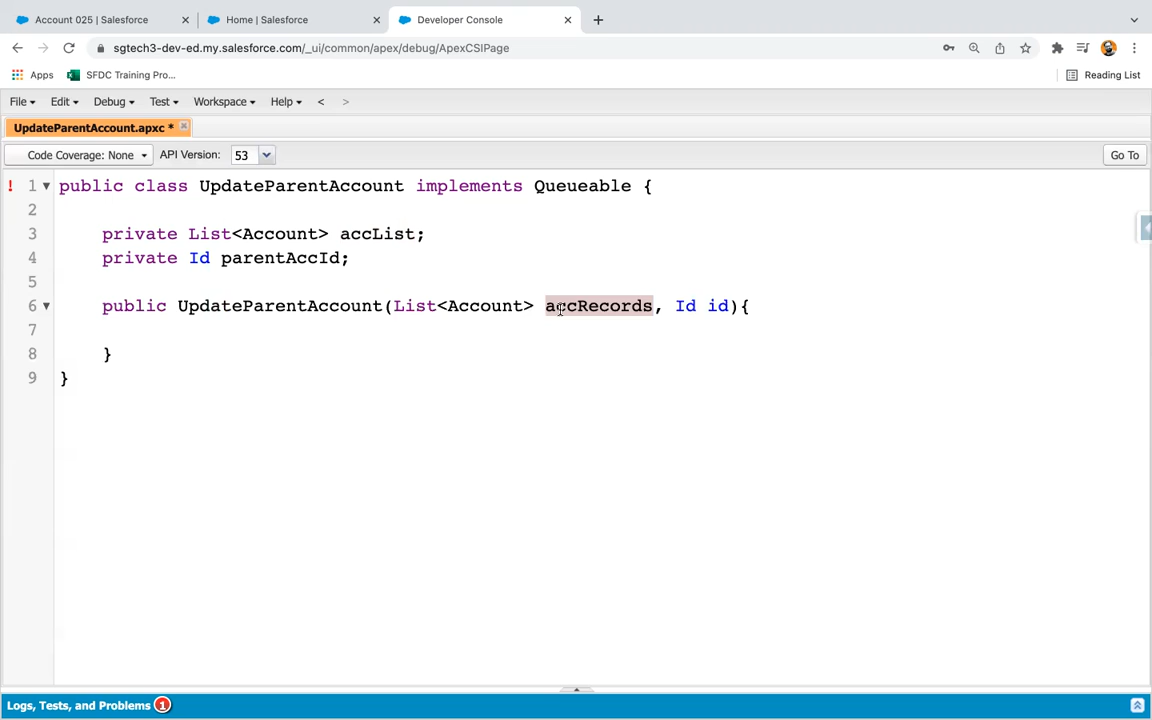 Account 025 | Salesforce
Home | Salesforce
Developer Console
sgtech3-dev-ed.my.salesforce.com/_ui/common/apex/debug/ApexCSIPage
Apps
SFDC Training Pro...
Reading List
File
Edit
Debug
Test
Workspace
Help
<
>
UpdateParentAccount.apxc *
Code Coverage: None
API Version:
53
Go To
! 1 public class UpdateParentAccount implements Queueable {
2
3 private List<Account> accList;
4 private Id parentAccId;
5
6 public UpdateParentAccount(List<Account> accRecords, Id id){
7
8 }
9 }
Logs, Tests, and Problems 1